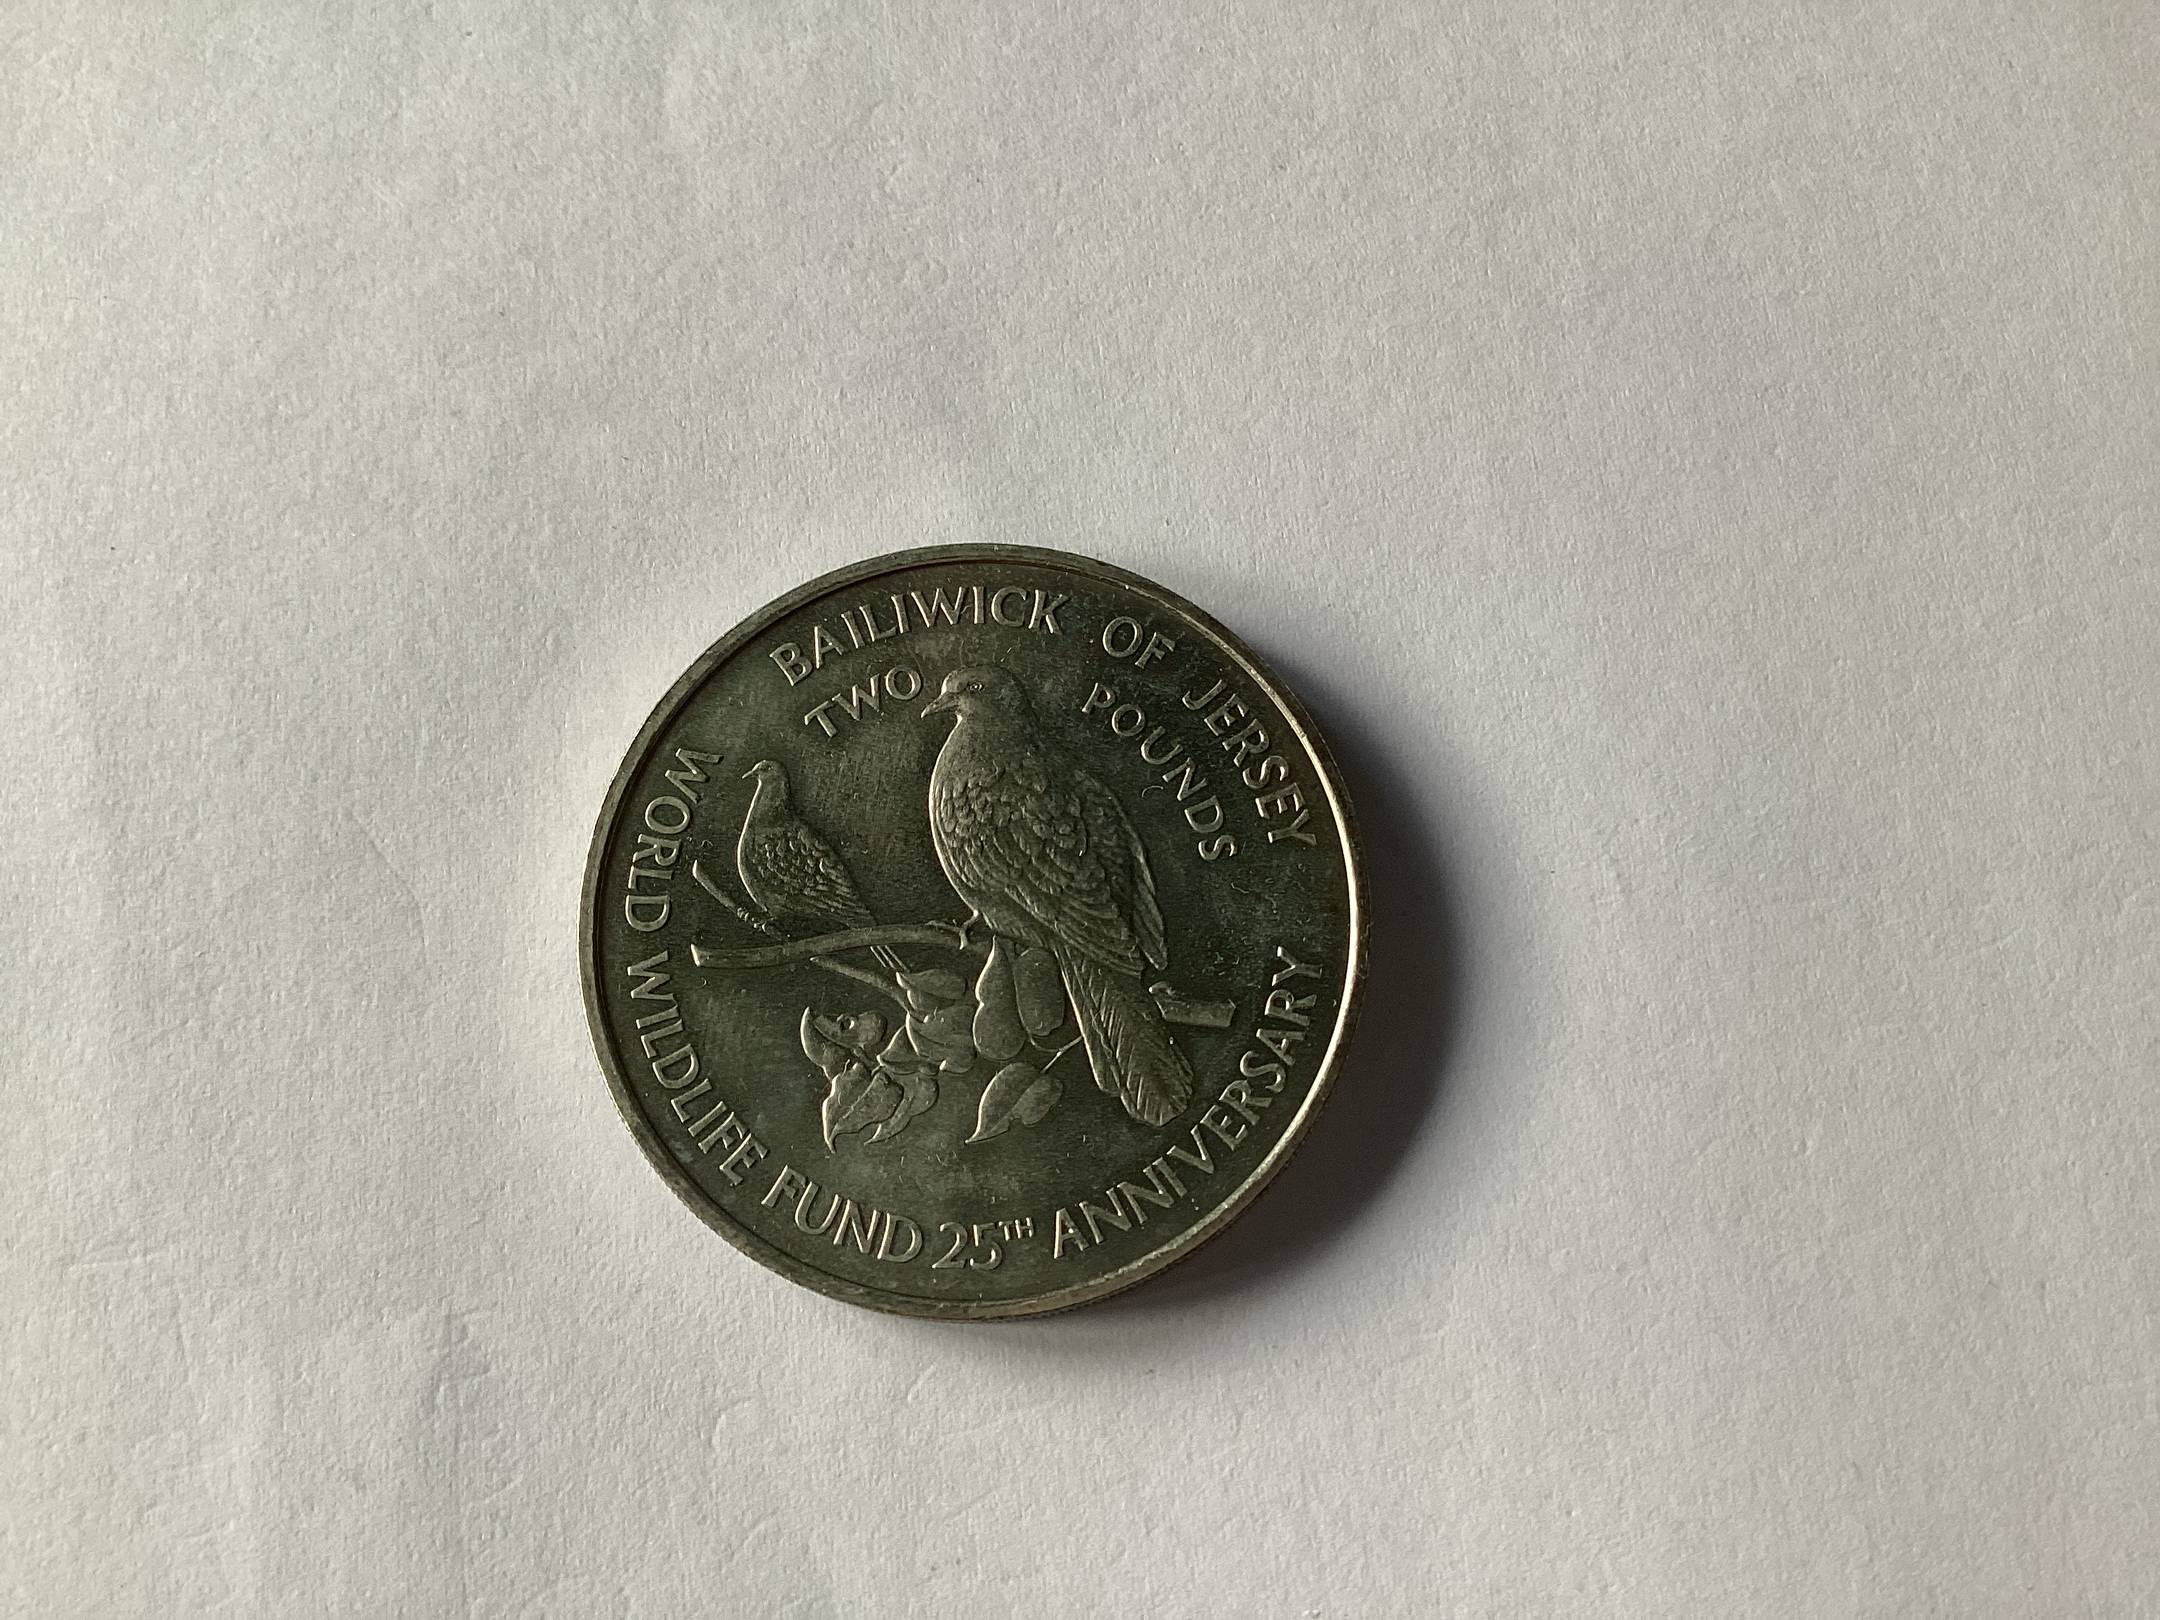 BAILIWICK OF JERSEY
TWO POUNDS
WORLD WILDLIFE FUND 25TH ANNIVERSARY